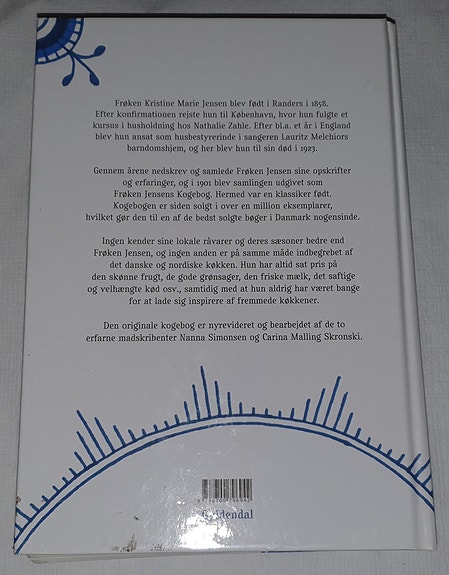 Frøken Kristine Marie Jensen blev født i Randers i 1858.
Efter konfirmationen rejste hun til København, hvor hun fulgte et
kursus i husholdning hos Nathalie Zahle. Efter bl.a. et år i England
blev hun ansat som husbestyrerinde i sangeren Lauritz Melchiors
barndomshjem, og her blev hun til sin død i 1923.
Gennem årene nedskrev og samlede Frøken Jensen sine opskrifter
og erfaringer, og i 1901 blev samlingen udgivet som
Frøken Jensens Kogebog. Hermed var en klassiker født.
Kogebogen er siden solgt i over en million eksemplarer,
hvilket gør den til en af de bedst solgte bøger i Danmark nogensinde.
Ingen kender sine lokale råvarer og deres sæsoner bedre end
Frøken Jensen, og ingen anden er på samme måde indbegrebet af
det danske og nordiske køkken. Hun har altid sat pris på
den skønne frugt, de gode grønsager, den friske mælk, det saftige
og velhængte kød osv., samtidig med at hun aldrig har været bange
for at lade sig inspirere af fremmede køkkener.
Den originale kogebog er nyrevideret og bearbejdet af de to
erfarne madskribenter Nanna Simonsen og Carina Malling Skronski.
Gyldendal